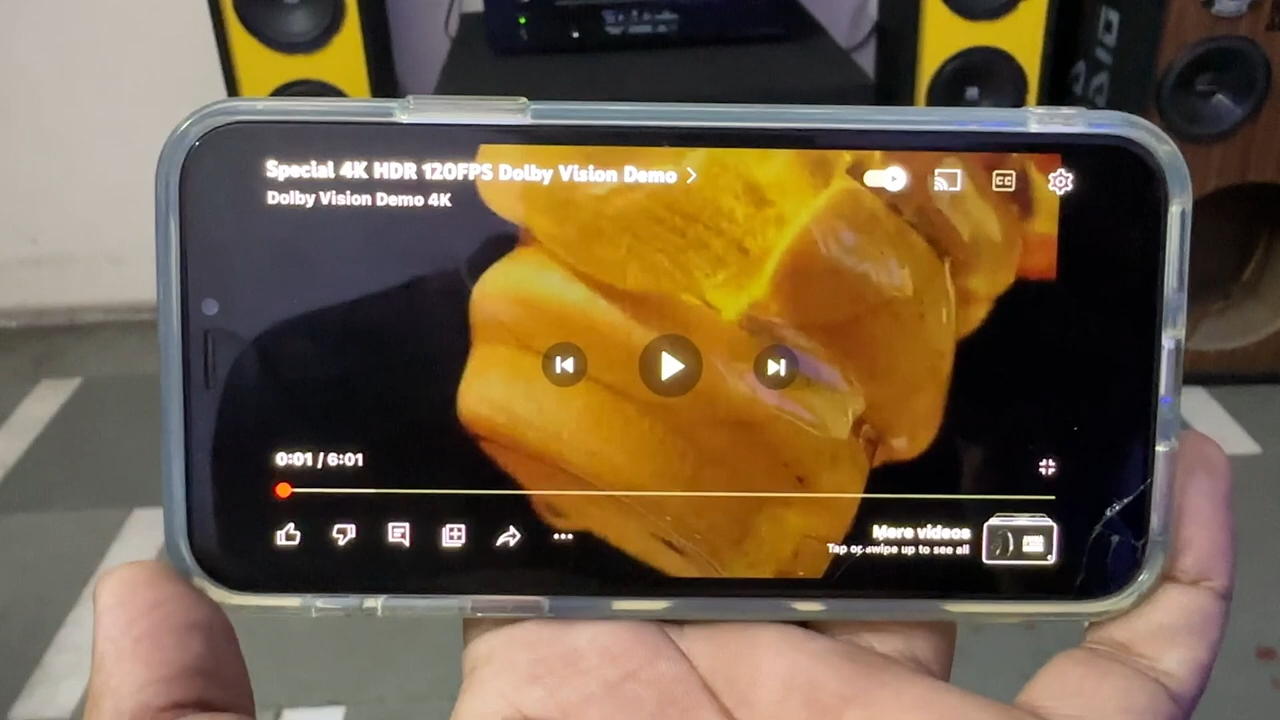 Special 4K HDR 120FPS Dolby Vision Demo
Dolby Vision Demo 4K
CC
0:01 / 6:01
More videos
Tap or swipe up to see all